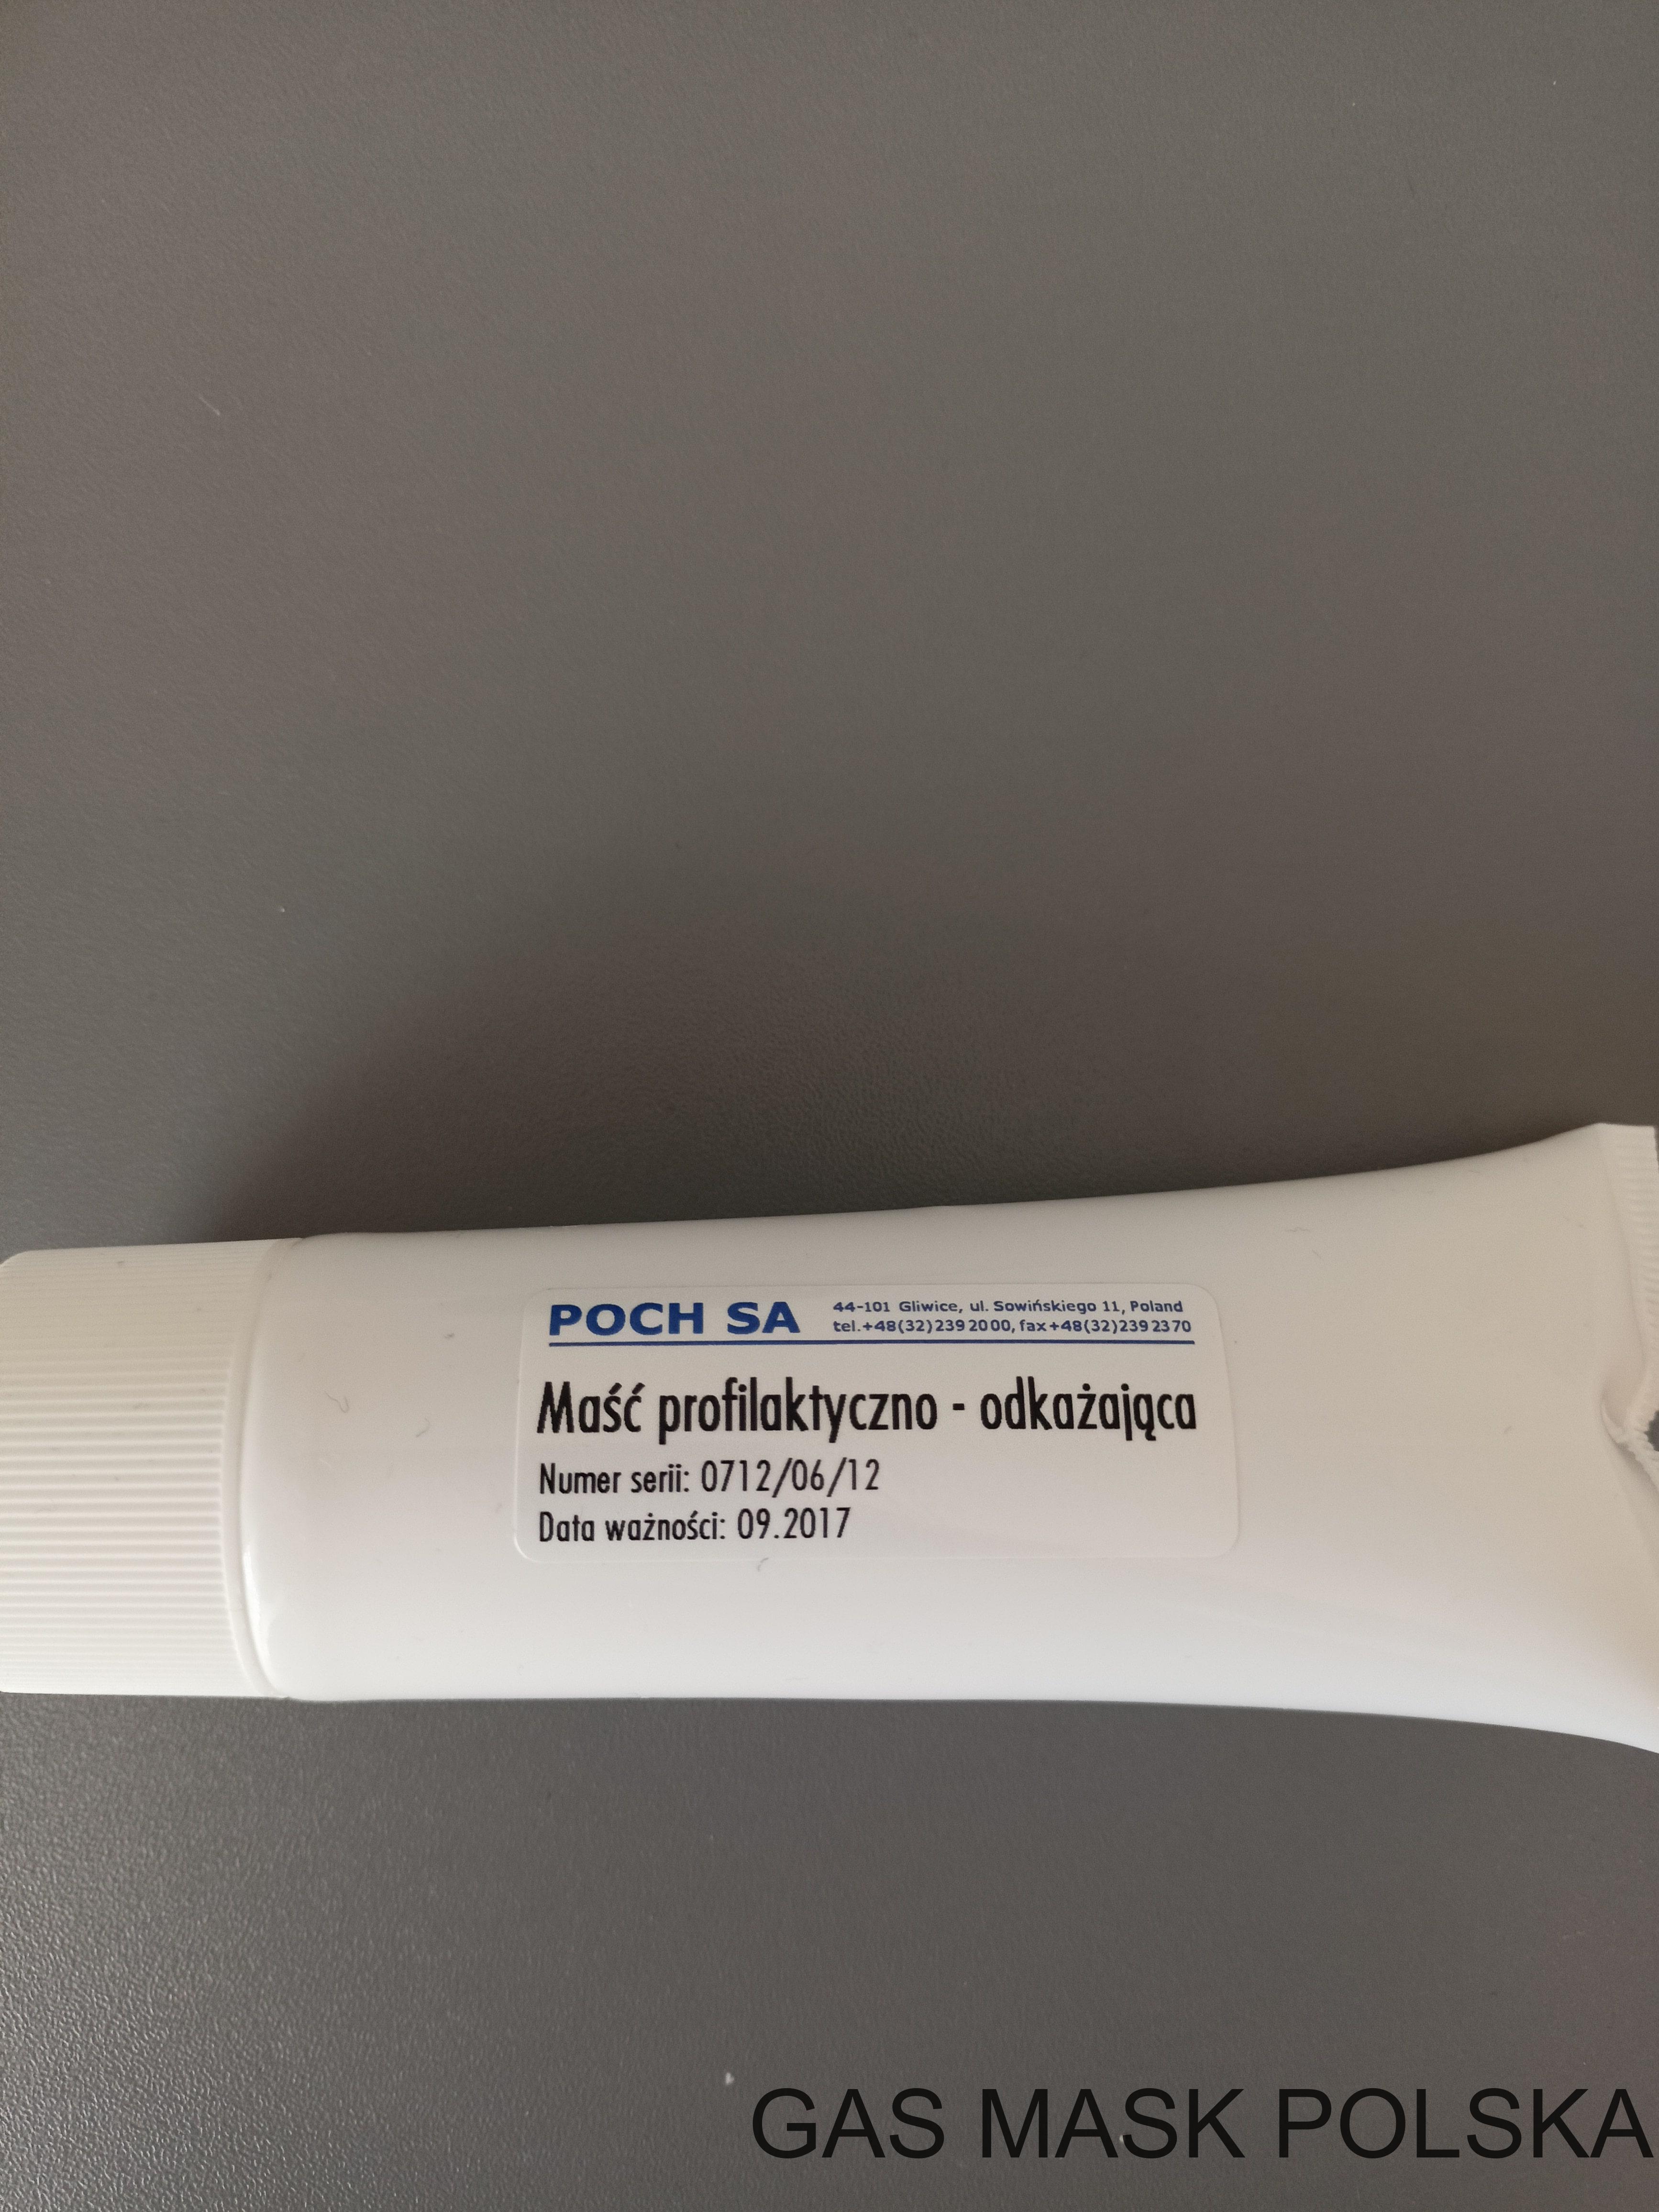 POCH SA
44-101 Gliwice, ul. Sowińskiego 11, Poland
tel.+48(32)239 20 00, fax+48(32)239 23 70
Maść profilaktyczno - odkażająca
Numer serii: 0712/06/12
Data ważności: 09.2017
GAS MASK POLSKA